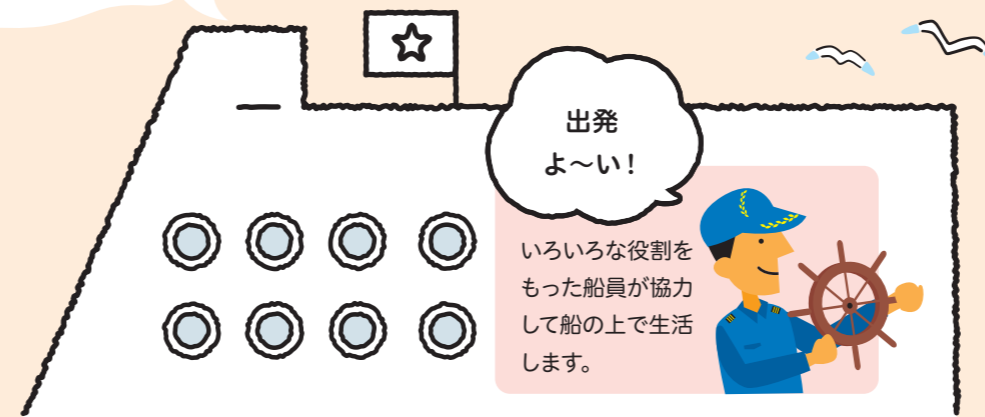 出発
よ〜い！
いろいろな役割を
もった船員が協力
して船の上で生活
します。